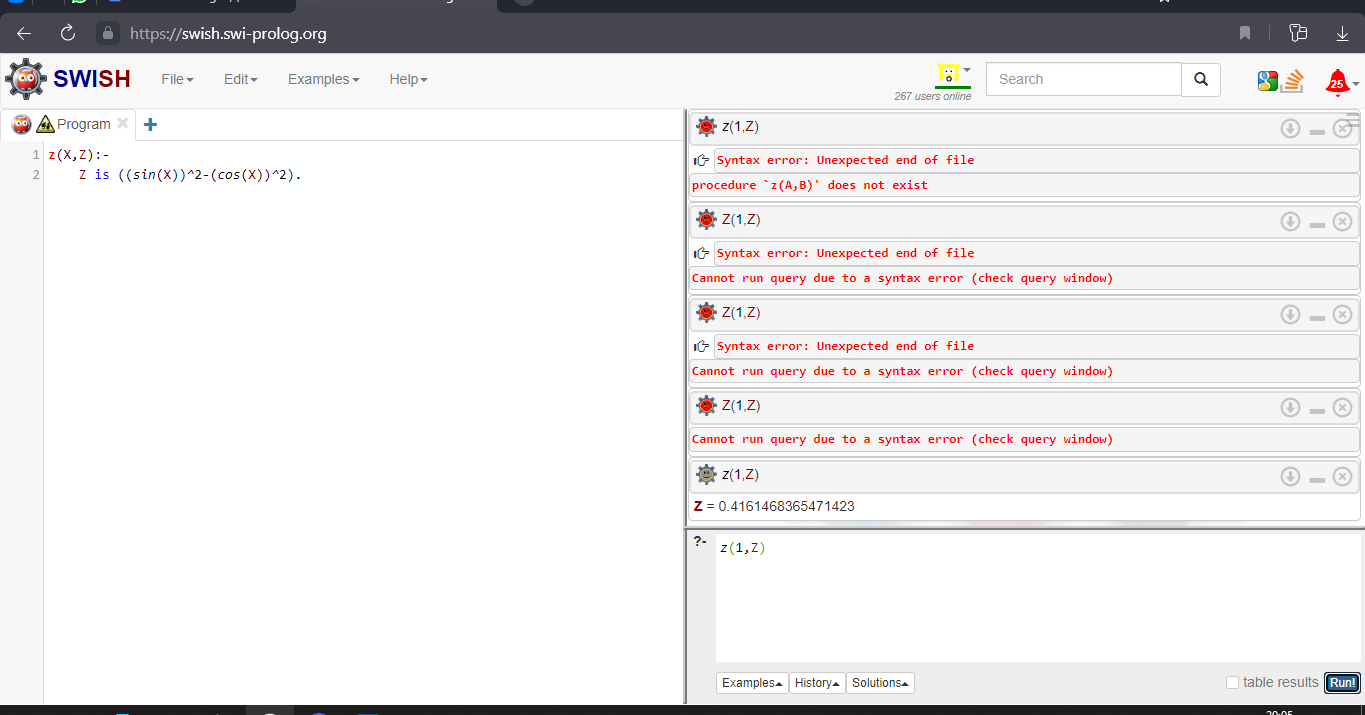 https://swish.swi-prolog.org
SWISH File Edit Examples Help 267 users online Search 25
Program
1 z(X,Z):-
2 Z is ((sin(X))^2-(cos(X))^2).
z(1,Z)
Syntax error: Unexpected end of file
procedure `z(A,B)' does not exist
Z(1,Z)
Syntax error: Unexpected end of file
Cannot run query due to a syntax error (check query window)
Z(1,Z)
Syntax error: Unexpected end of file
Cannot run query due to a syntax error (check query window)
Z(1,Z)
Cannot run query due to a syntax error (check query window)
z(1,Z)
Z = 0.4161468365471423
?- z(1,Z)
Examples History Solutions table results Run!